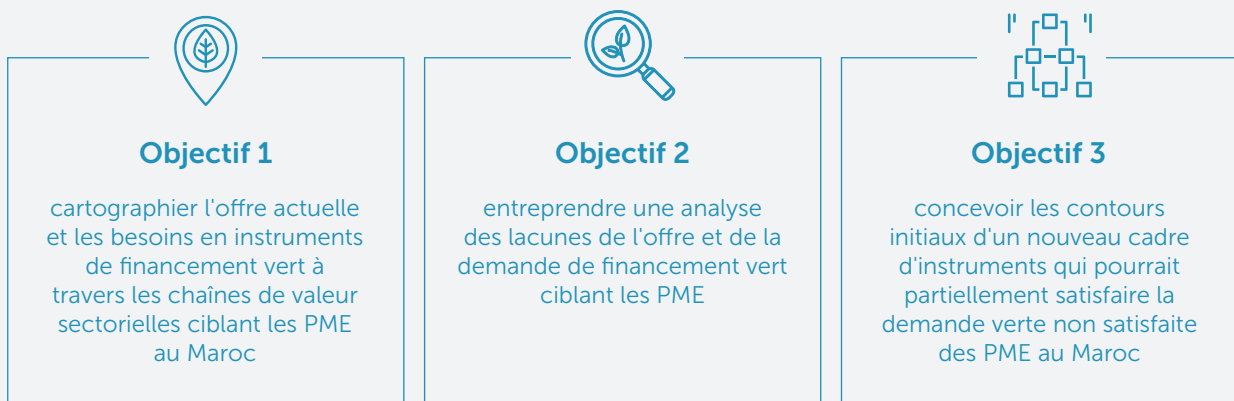 Objectif 1
cartographier l'offre actuelle
et les besoins en instruments
de financement vert à
travers les chaînes de valeur
sectorielles ciblant les PME
au Maroc
Objectif 2
entreprendre une analyse
des lacunes de l'offre et de la
demande de financement vert
ciblant les PME
Objectif 3
concevoir les contours
initiaux d'un nouveau cadre
d'instruments qui pourrait
partiellement satisfaire la
demande verte non satisfaite
des PME au Maroc